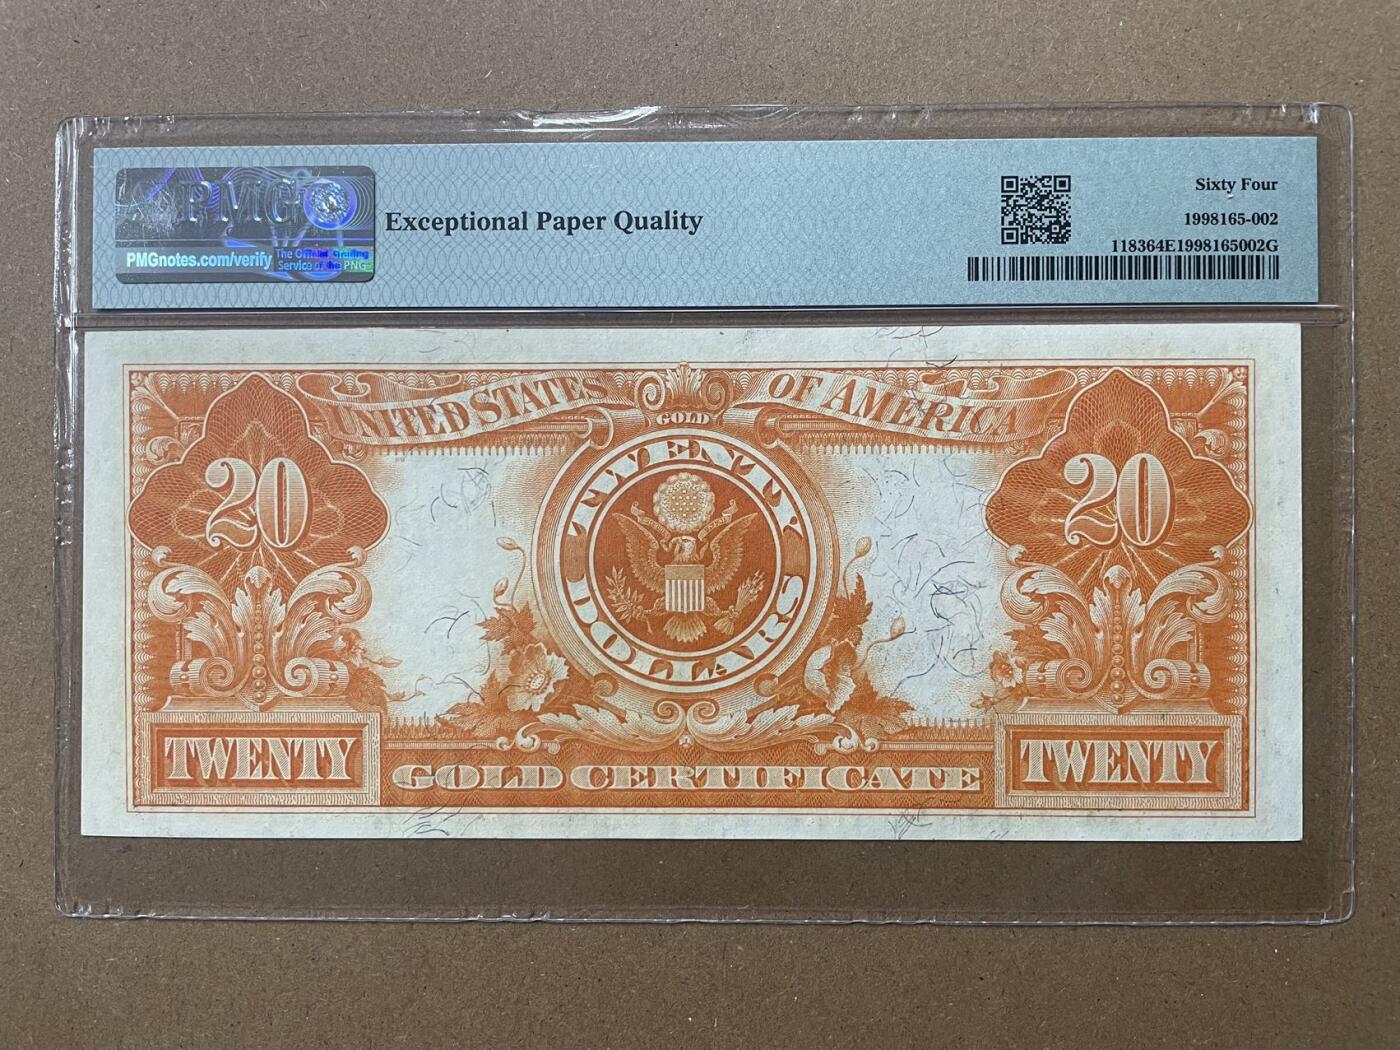 PMG
PMGnotes.com/verify
The Official Grading
Service of the PNG
Exceptional Paper Quality
Sixty Four
1998165-002
118364E1998165002G
UNITED STATES OF AMERICA
GOLD
TWENTY
DOLLARS
20
20
TWENTY
GOLD CERTIFICATE
TWENTY